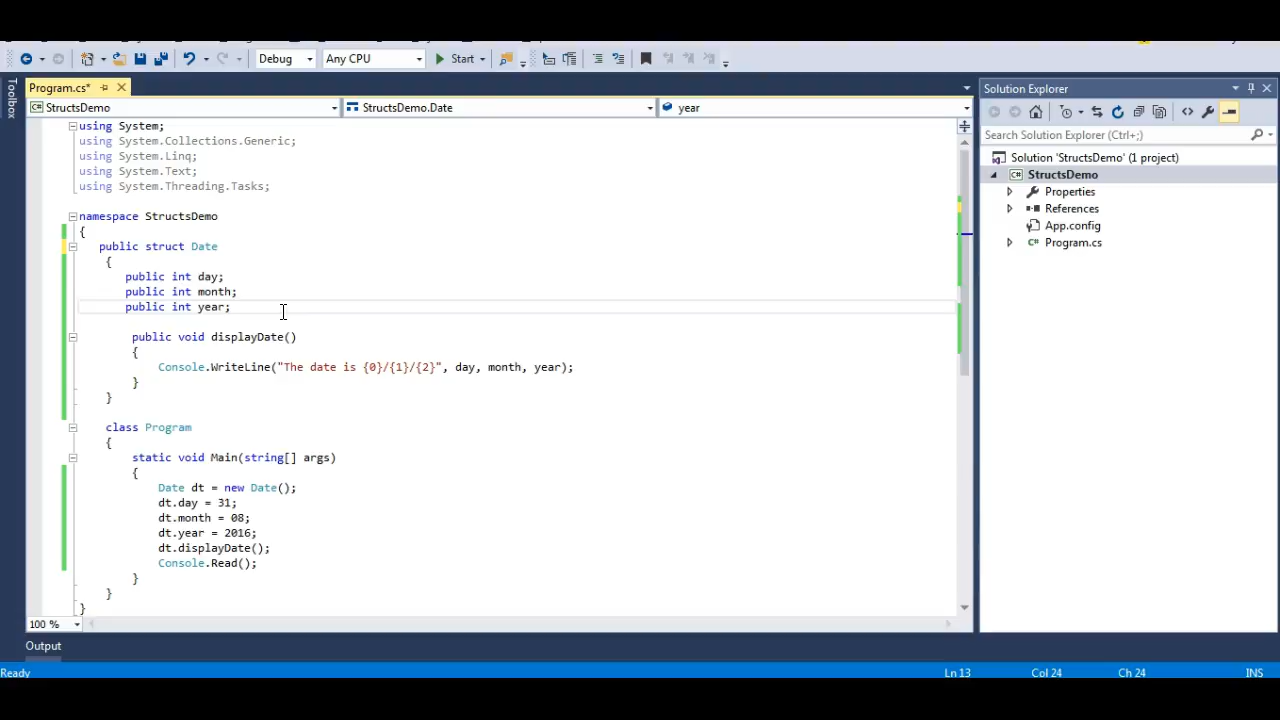 Debug
Any CPU
Start
Toolbox
Program.cs*
StructsDemo
StructsDemo.Date
year
using System;
using System.Collections.Generic;
using System.Linq;
using System.Text;
using System.Threading.Tasks;
namespace StructsDemo
{
public struct Date
{
public int day;
public int month;
public int year;
public void displayDate()
{
Console.WriteLine("The date is {0}/{1}/{2}", day, month, year);
}
}
class Program
{
static void Main(string[] args)
{
Date dt = new Date();
dt.day = 31;
dt.month = 08;
dt.year = 2016;
dt.displayDate();
Console.Read();
}
}
}
100 %
Solution Explorer
Search Solution Explorer (Ctrl+;)
Solution 'StructsDemo' (1 project)
C# StructsDemo
Properties
References
App.config
C# Program.cs
Output
Ready
Ln 13
Col 24
Ch 24
INS